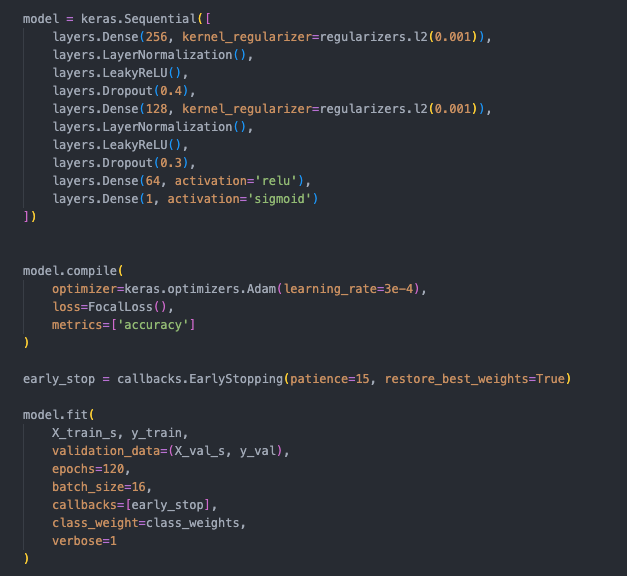 model = keras.Sequential([
    layers.Dense(256, kernel_regularizer=regularizers.l2(0.001)),
    layers.LayerNormalization(),
    layers.LeakyReLU(),
    layers.Dropout(0.4),
    layers.Dense(128, kernel_regularizer=regularizers.l2(0.001)),
    layers.LayerNormalization(),
    layers.LeakyReLU(),
    layers.Dropout(0.3),
    layers.Dense(64, activation='relu'),
    layers.Dense(1, activation='sigmoid')
])
model.compile(
    optimizer=keras.optimizers.Adam(learning_rate=3e-4),
    loss=FocalLoss(),
    metrics=['accuracy']
)
early_stop = callbacks.EarlyStopping(patience=15, restore_best_weights=True)
model.fit(
    X_train_s, y_train,
    validation_data=(X_val_s, y_val),
    epochs=120,
    batch_size=16,
    callbacks=[early_stop],
    class_weight=class_weights,
    verbose=1
)